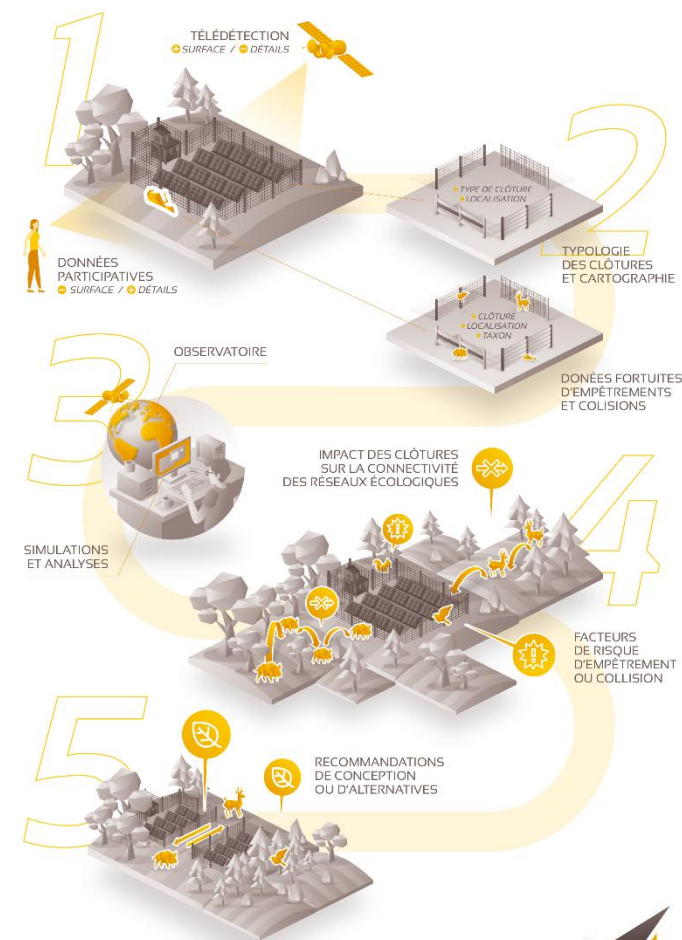 1
TÉLÉDÉTECTION
+ SURFACE / - DÉTAILS
DONNÉES
PARTICIPATIVES
- SURFACE / + DÉTAILS
2
TYPE DE CLÔTURE
LOCALISATION
TYPOLOGIE
DES CLÔTURES
ET CARTOGRAPHIE
CLÔTURE
LOCALISATION
TAXON
DONÉES FORTUITES
D'EMPÊTREMENTS
ET COLISIONS
3
OBSERVATOIRE
SIMULATIONS
ET ANALYSES
4
IMPACT DES CLÔTURES
SUR LA CONNECTIVITÉ
DES RÉSEAUX ÉCOLOGIQUES
FACTEURS
DE RISQUE
D'EMPÊTREMENT
OU COLLISION
5
RECOMMANDATIONS
DE CONCEPTION
OU D'ALTERNATIVES